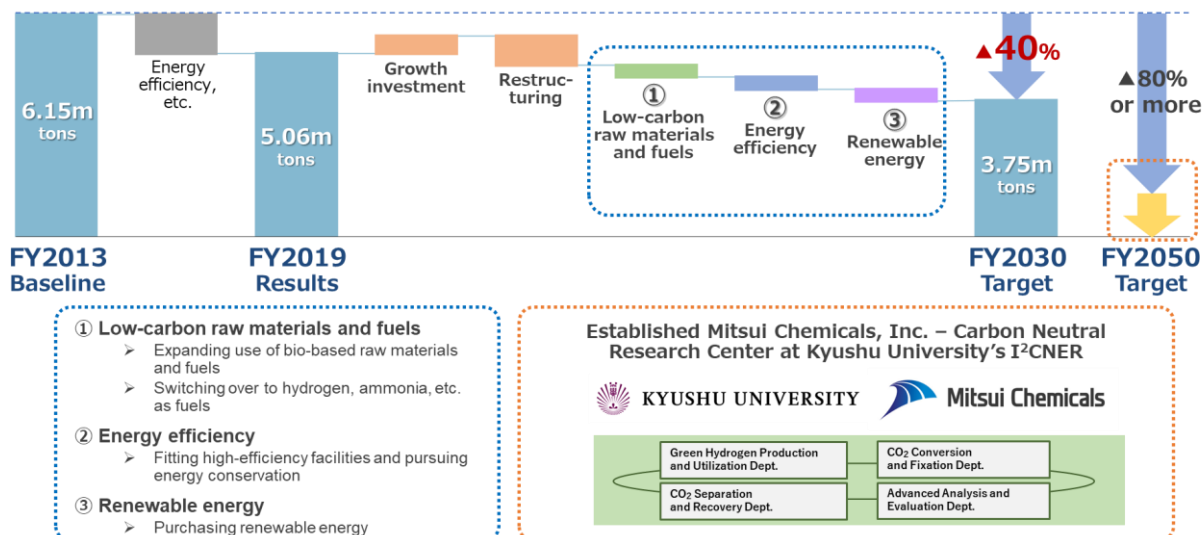 6.15m
tons
Energy
efficiency,
etc.
5.06m
tons
Growth
investment
Restruc-
turing
①
Low-carbon
raw materials
and fuels
②
Energy
efficiency
③
Renewable
energy
▲40%
3.75m
tons
▲80%
or more
FY2013
Baseline
FY2019
Results
FY2030
Target
FY2050
Target
① Low-carbon raw materials and fuels
➢ Expanding use of bio-based raw materials
and fuels
➢ Switching over to hydrogen, ammonia, etc.
as fuels
② Energy efficiency
➢ Fitting high-efficiency facilities and pursuing
energy conservation
③ Renewable energy
➢ Purchasing renewable energy
Established Mitsui Chemicals, Inc. – Carbon Neutral
Research Center at Kyushu University's I²CNER
KYUSHU UNIVERSITY
Mitsui Chemicals
Green Hydrogen Production
and Utilization Dept.
CO₂ Conversion
and Fixation Dept.
CO₂ Separation
and Recovery Dept.
Advanced Analysis and
Evaluation Dept.